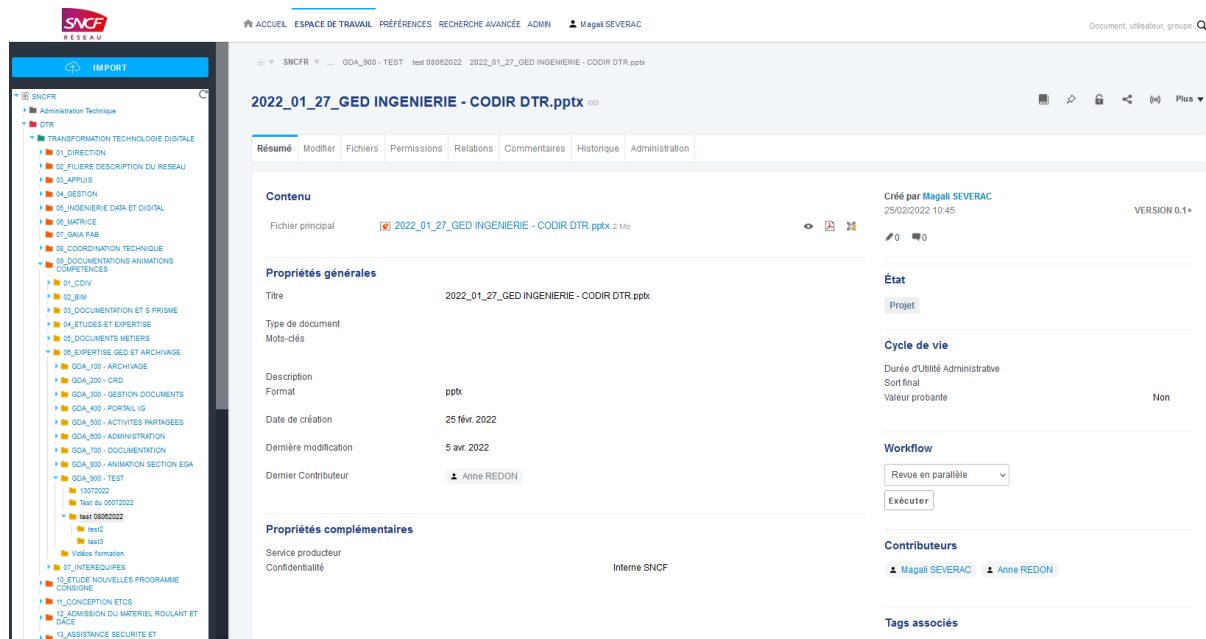 SNCF
RÉSEAU
ACCUEIL ESPACE DE TRAVAIL PRÉFÉRENCES RECHERCHE AVANCÉE ADMIN Magali SEVERAC
Document, utilisateur, groupe
IMPORT
SNCFR
Administration Technique
DTR
TRANSFORMATION TECHNOLOGIE DIGITALE
01_DIRECTION
02_FILIERE DESCRIPTION DU RESEAU
03_APPUIS
04_GESTION
05_INGENIERIE DATA ET DIGITAL
06_MATRICE
07_GAIA FAB
08_COORDINATION TECHNIQUE
09_DOCUMENTATIONS ANIMATIONS
COMPETENCES
01_CDIV
02_BIM
03_DOCUMENTATION ET S PRISME
04_ETUDES ET EXPERTISE
05_DOCUMENTS METIERS
06_EXPERTISE GED ET ARCHIVAGE
GDA_100 - ARCHIVAGE
GDA_200 - CRD
GDA_300 - GESTION DOCUMENTS
GDA_400 - PORTAIL IG
GDA_500 - ACTIVITES PARTAGEES
GDA_600 - ADMINISTRATION
GDA_700 - DOCUMENTATION
GDA_800 - ANIMATION SECTION EGA
GDA_900 - TEST
13072022
Test du 05072022
test 08062022
test2
test3
Vidéos formation
07_INTEREQUIPES
10_ETUDE NOUVELLES PROGRAMME
CONSIGNE
11_CONCEPTION ETCS
12_ADMISSION DU MATERIEL ROULANT ET
DACE
13_ASSISTANCE SECURITE ET
SNCFR ... GDA_900 - TEST test 08062022 2022_01_27_GED INGENIERIE - CODIR DTR.pptx
2022_01_27_GED INGENIERIE - CODIR DTR.pptx
Plus
Résumé Modifier Fichiers Permissions Relations Commentaires Historique Administration
Contenu
Fichier principal 2022_01_27_GED INGENIERIE - CODIR DTR.pptx 2 Mo
Propriétés générales
Titre 2022_01_27_GED INGENIERIE - CODIR DTR.pptx
Type de document
Mots-clés
Description
Format pptx
Date de création 25 févr. 2022
Dernière modification 5 avr. 2022
Dernier Contributeur Anne REDON
Propriétés complémentaires
Service producteur
Confidentialité Interne SNCF
Créé par Magali SEVERAC
25/02/2022 10:45 VERSION 0.1+
0 0
État
Projet
Cycle de vie
Durée d'Utilité Administrative
Sort final
Valeur probante Non
Workflow
Revue en parallèle
Exécuter
Contributeurs
Magali SEVERAC Anne REDON
Tags associés